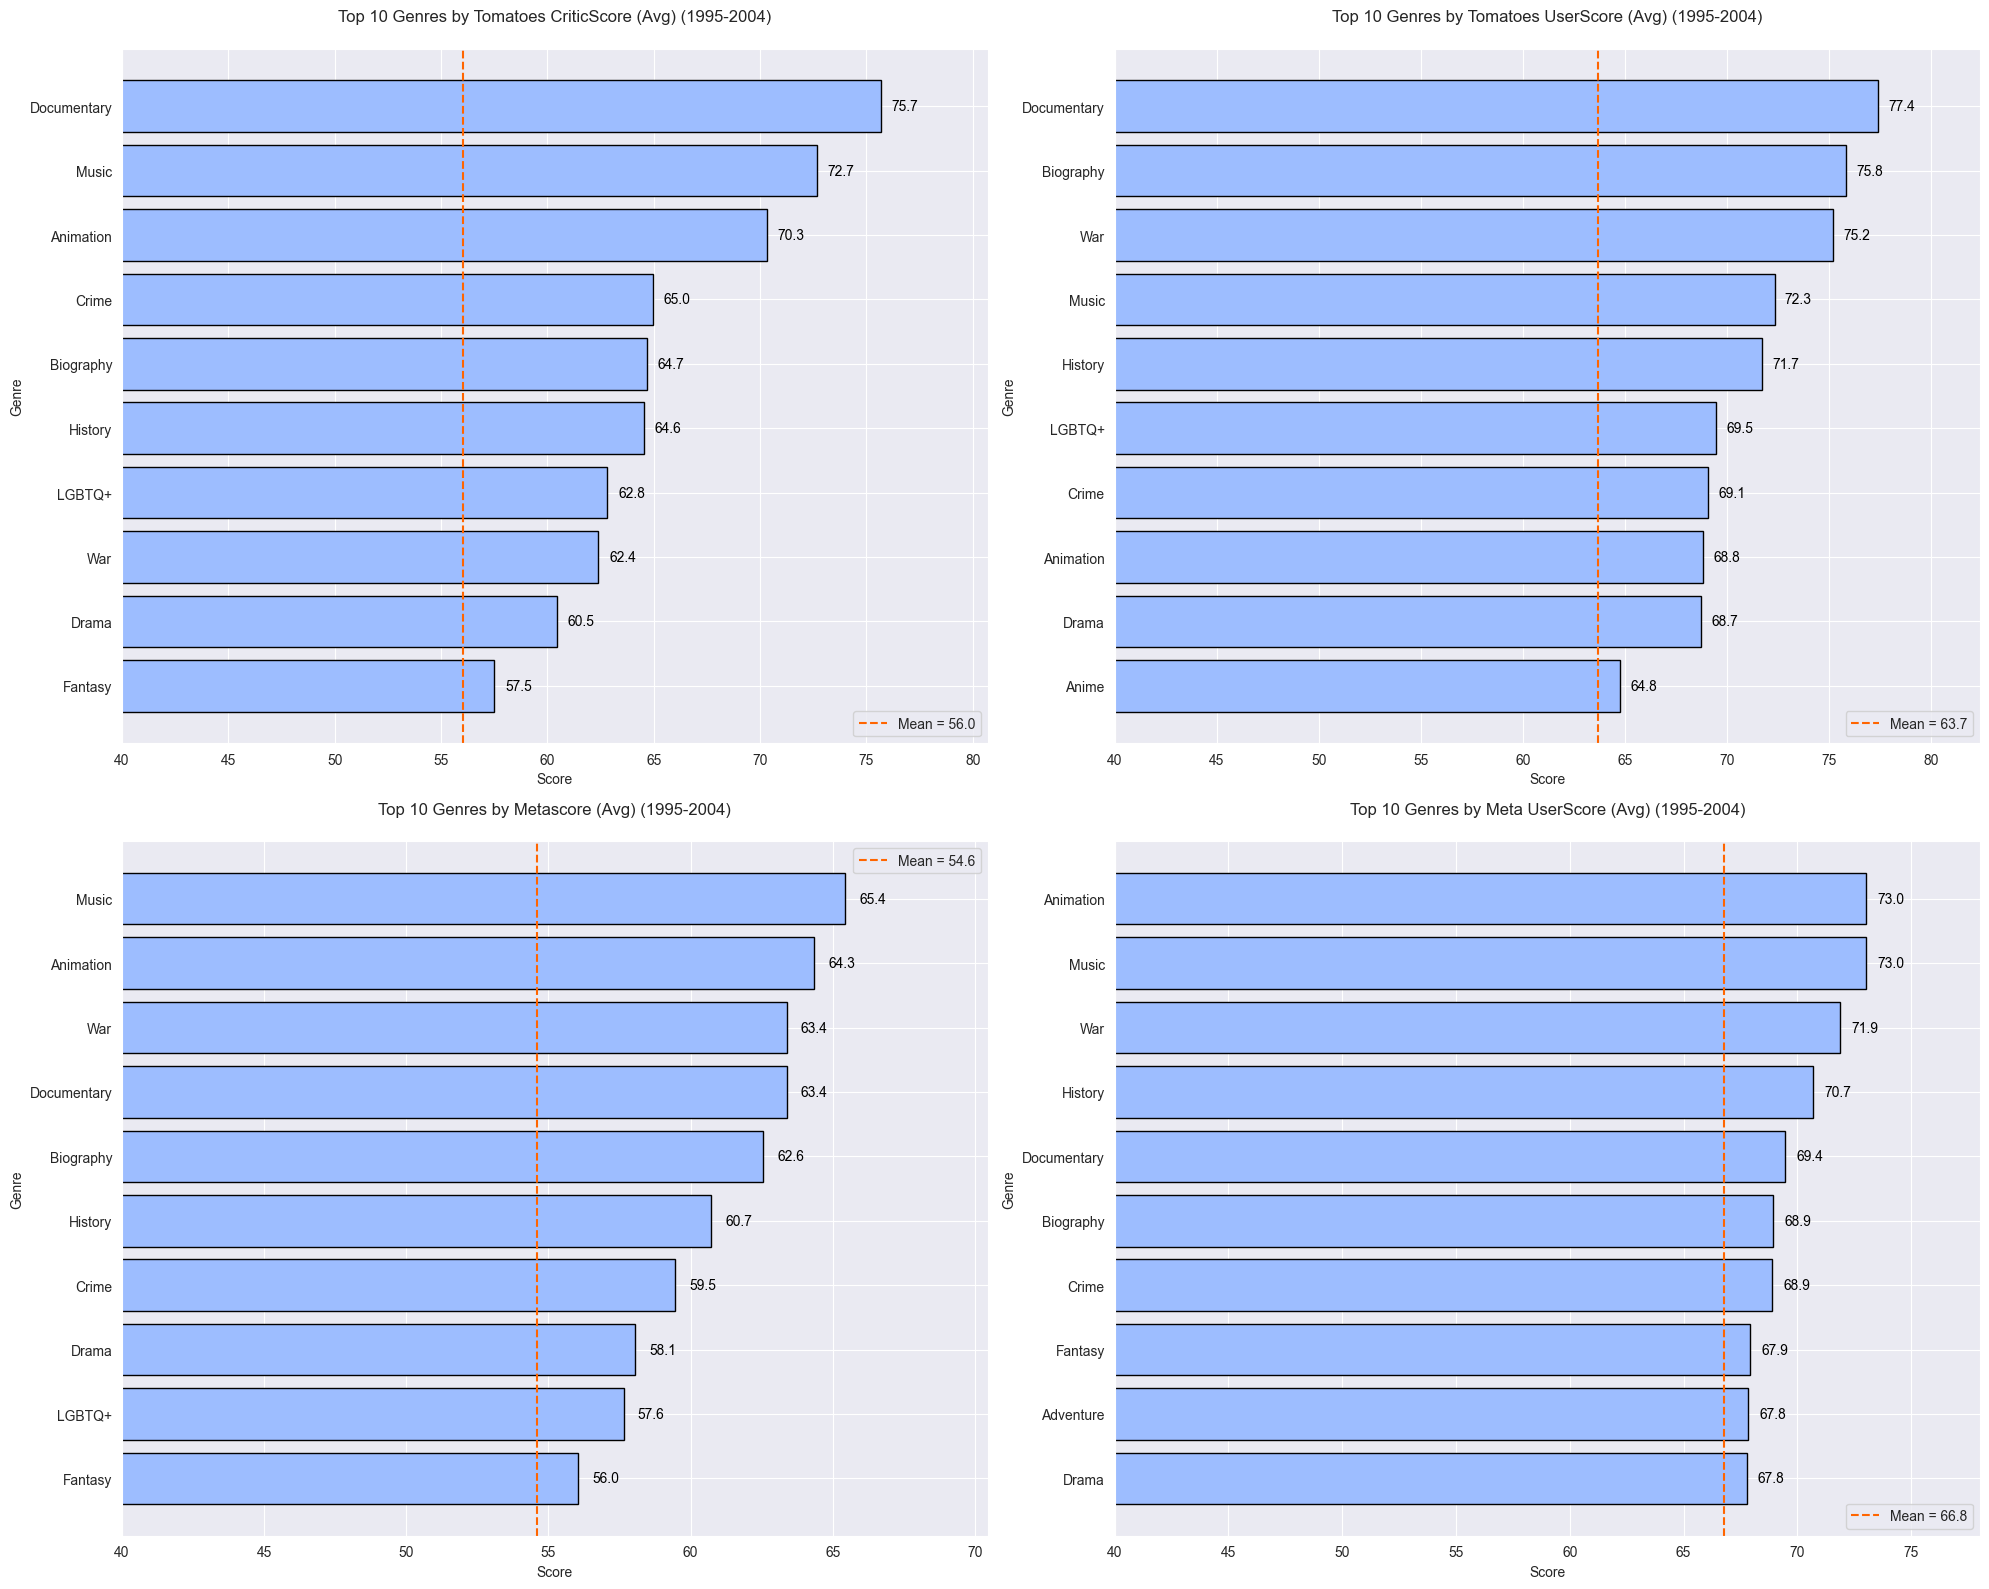 Top 10 Genres by Tomatoes CriticScore (Avg) (1995-2004)
Genre
Documentary 75.7
Music 72.7
Animation 70.3
Crime 65.0
Biography 64.7
History 64.6
LGBTQ+ 62.8
War 62.4
Drama 60.5
Fantasy 57.5
Mean = 56.0
40 45 50 55 60 65 70 75 80
Score
Top 10 Genres by Tomatoes UserScore (Avg) (1995-2004)
Genre
Documentary 77.4
Biography 75.8
War 75.2
Music 72.3
History 71.7
LGBTQ+ 69.5
Crime 69.1
Animation 68.8
Drama 68.7
Anime 64.8
Mean = 63.7
40 45 50 55 60 65 70 75 80
Score
Top 10 Genres by Metascore (Avg) (1995-2004)
Mean = 54.6
Genre
Music 65.4
Animation 64.3
War 63.4
Documentary 63.4
Biography 62.6
History 60.7
Crime 59.5
Drama 58.1
LGBTQ+ 57.6
Fantasy 56.0
40 45 50 55 60 65 70
Score
Top 10 Genres by Meta UserScore (Avg) (1995-2004)
Genre
Animation 73.0
Music 73.0
War 71.9
History 70.7
Documentary 69.4
Biography 68.9
Crime 68.9
Fantasy 67.9
Adventure 67.8
Drama 67.8
Mean = 66.8
40 45 50 55 60 65 70 75
Score